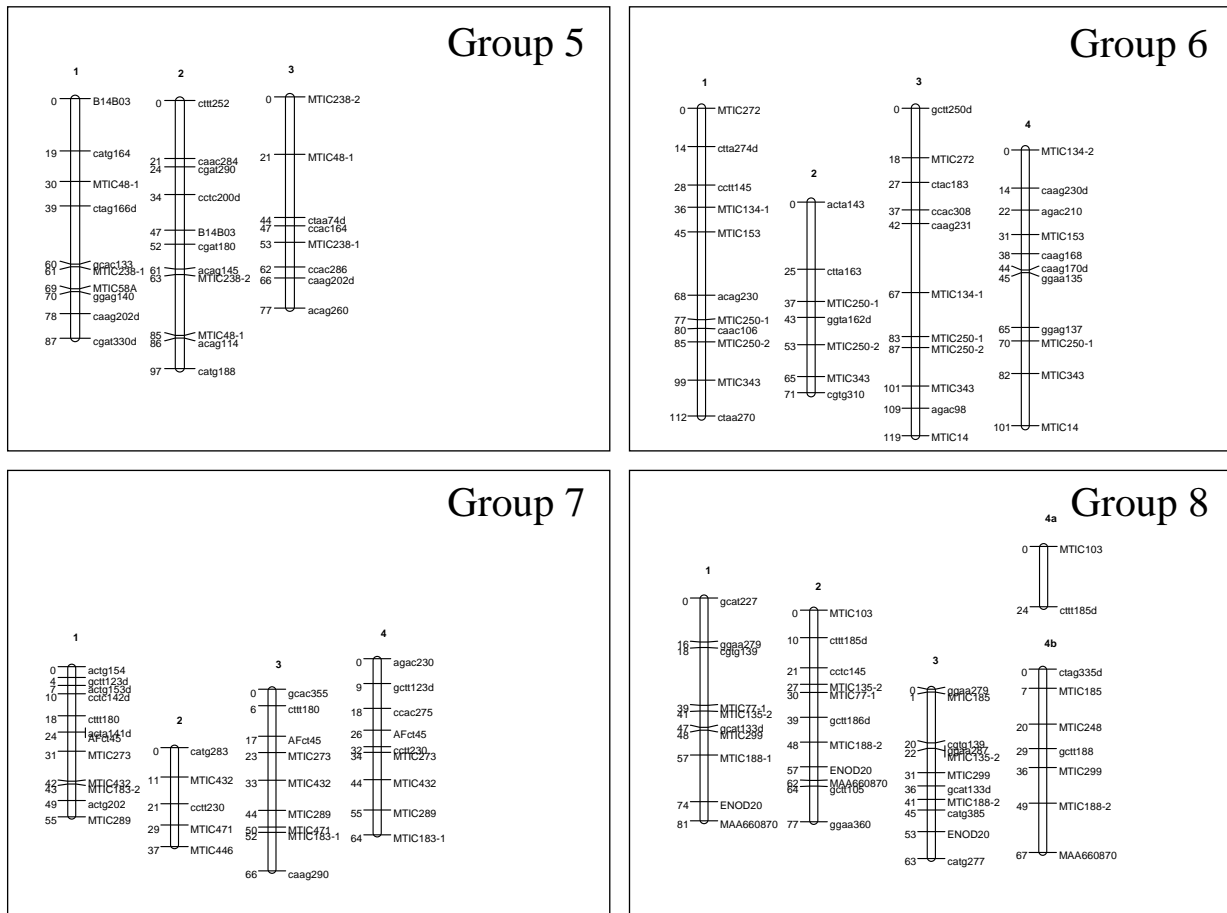 Group 5
1
0 B14B03
19 catg164
30 MTIC48-1
39 ctag166d
60 gcac133
61 MTIC238-1
69 MTIC58A
70 ggag140
78 caag202d
87 cgat330d
2
0 cttt252
21 caac284
24 cgat290
34 cctc200d
47 B14B03
52 cgat180
61 acag145
63 MTIC238-2
85 MTIC48-1
86 acag114
97 catg188
3
0 MTIC238-2
21 MTIC48-1
44 ctaa74d
47 ccac164
53 MTIC238-1
62 ccac286
66 caag202d
77 acag260
Group 6
1
0 MTIC272
14 ctta274d
28 cctt145
36 MTIC134-1
45 MTIC153
68 acag230
77 MTIC250-1
80 caac106
85 MTIC250-2
99 MTIC343
112 ctaa270
2
0 acta143
25 ctta163
37 MTIC250-1
43 ggta162d
53 MTIC250-2
65 MTIC343
71 cgtg310
3
0 gctt250d
18 MTIC272
27 ctac183
37 ccac308
42 caag231
67 MTIC134-1
83 MTIC250-1
87 MTIC250-2
101 MTIC343
109 agac98
119 MTIC14
4
0 MTIC134-2
14 caag230d
22 agac210
31 MTIC153
38 caag168
44 caag170d
45 ggaa135
65 ggag137
70 MTIC250-1
82 MTIC343
101 MTIC14
Group 7
1
0 actg154
4 gctt123d
7 actg153d
10 cctc142d
18 cttt180
acta141d
24 AFct45
31 MTIC273
42 MTIC432
43 MTIC183-2
49 actg202
55 MTIC289
2
0 catg283
11 MTIC432
21 cctt230
29 MTIC471
37 MTIC446
3
0 gcac355
6 cttt180
17 AFct45
23 MTIC273
33 MTIC432
44 MTIC289
50 MTIC471
52 MTIC183-1
66 caag290
4
0 agac230
9 gctt123d
18 ccac275
26 AFct45
32 cctt230
34 MTIC273
44 MTIC432
55 MTIC289
64 MTIC183-1
Group 8
1
0 gcat227
16 ggaa279
18 cgtg139
39 MTIC77-1
41 MTIC135-2
47 gcat133d
48 MTIC299
57 MTIC188-1
74 ENOD20
81 MAA660870
2
0 MTIC103
10 cttt185d
21 cctc145
27 MTIC135-2
30 MTIC77-1
39 gctt186d
48 MTIC188-2
57 ENOD20
62 MAA660870
64 gctt105
77 ggaa360
3
0 ggaa279
1 MTIC185
20 cgtg139
22 ggaa287
MTIC135-2
31 MTIC299
36 gcat133d
41 MTIC188-2
45 catg385
53 ENOD20
63 catg277
4a
0 MTIC103
24 cttt185d
4b
0 ctag335d
7 MTIC185
20 MTIC248
29 gctt188
36 MTIC299
49 MTIC188-2
67 MAA660870